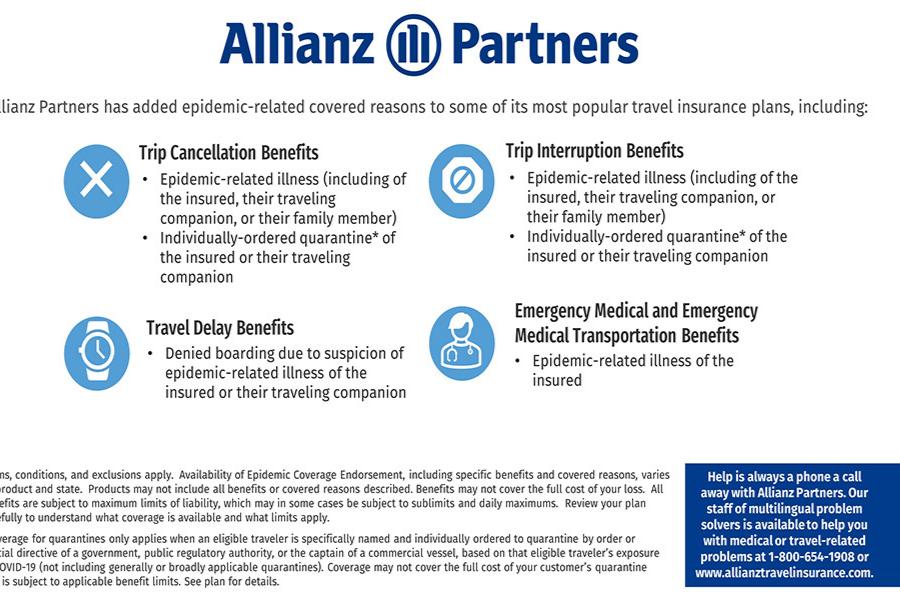 Allianz Partners
Allianz Partners has added epidemic-related covered reasons to some of its most popular travel insurance plans, including:
Trip Cancellation Benefits
• Epidemic-related illness (including of
the insured, their traveling
companion, or their family member)
• Individually-ordered quarantine* of
the insured or their traveling
companion
Trip Interruption Benefits
• Epidemic-related illness (including of the
insured, their traveling companion, or
their family member)
• Individually-ordered quarantine* of the
insured or their traveling companion
Travel Delay Benefits
• Denied boarding due to suspicion of
epidemic-related illness of the
insured or their traveling companion
Emergency Medical and Emergency
Medical Transportation Benefits
• Epidemic-related illness of the
insured
conditions, and exclusions apply. Availability of Epidemic Coverage Endorsement, including specific benefits and covered reasons, varies
product and state. Products may not include all benefits or covered reasons described. Benefits may not cover the full cost of your loss. All
are subject to maximum limits of liability, which may in some cases be subject to sublimits and daily maximums. Review your plan
to understand what coverage is available and what limits apply.
for quarantines only applies when an eligible traveler is specifically named and individually ordered to quarantine by order or
directive of a government, public regulatory authority, or the captain of a commercial vessel, based on that eligible traveler's exposure
(not including generally or broadly applicable quarantines). Coverage may not cover the full cost of your customer's quarantine
is subject to applicable benefit limits. See plan for details.
Help is always a phone a call
away with Allianz Partners. Our
staff of multilingual problem
solvers is available to help you
with medical or travel-related
problems at 1-800-654-1908 or
www.allianztravelinsurance.com.